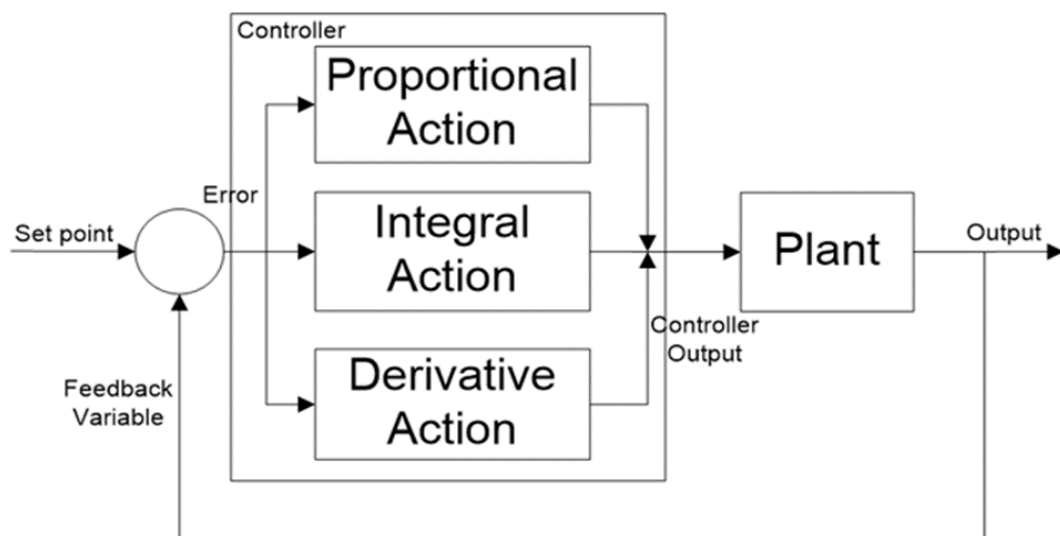 Controller
Proportional
Action
Error
Set point
Integral
Action
Plant
Output
Controller
Output
Feedback
Variable
Derivative
Action